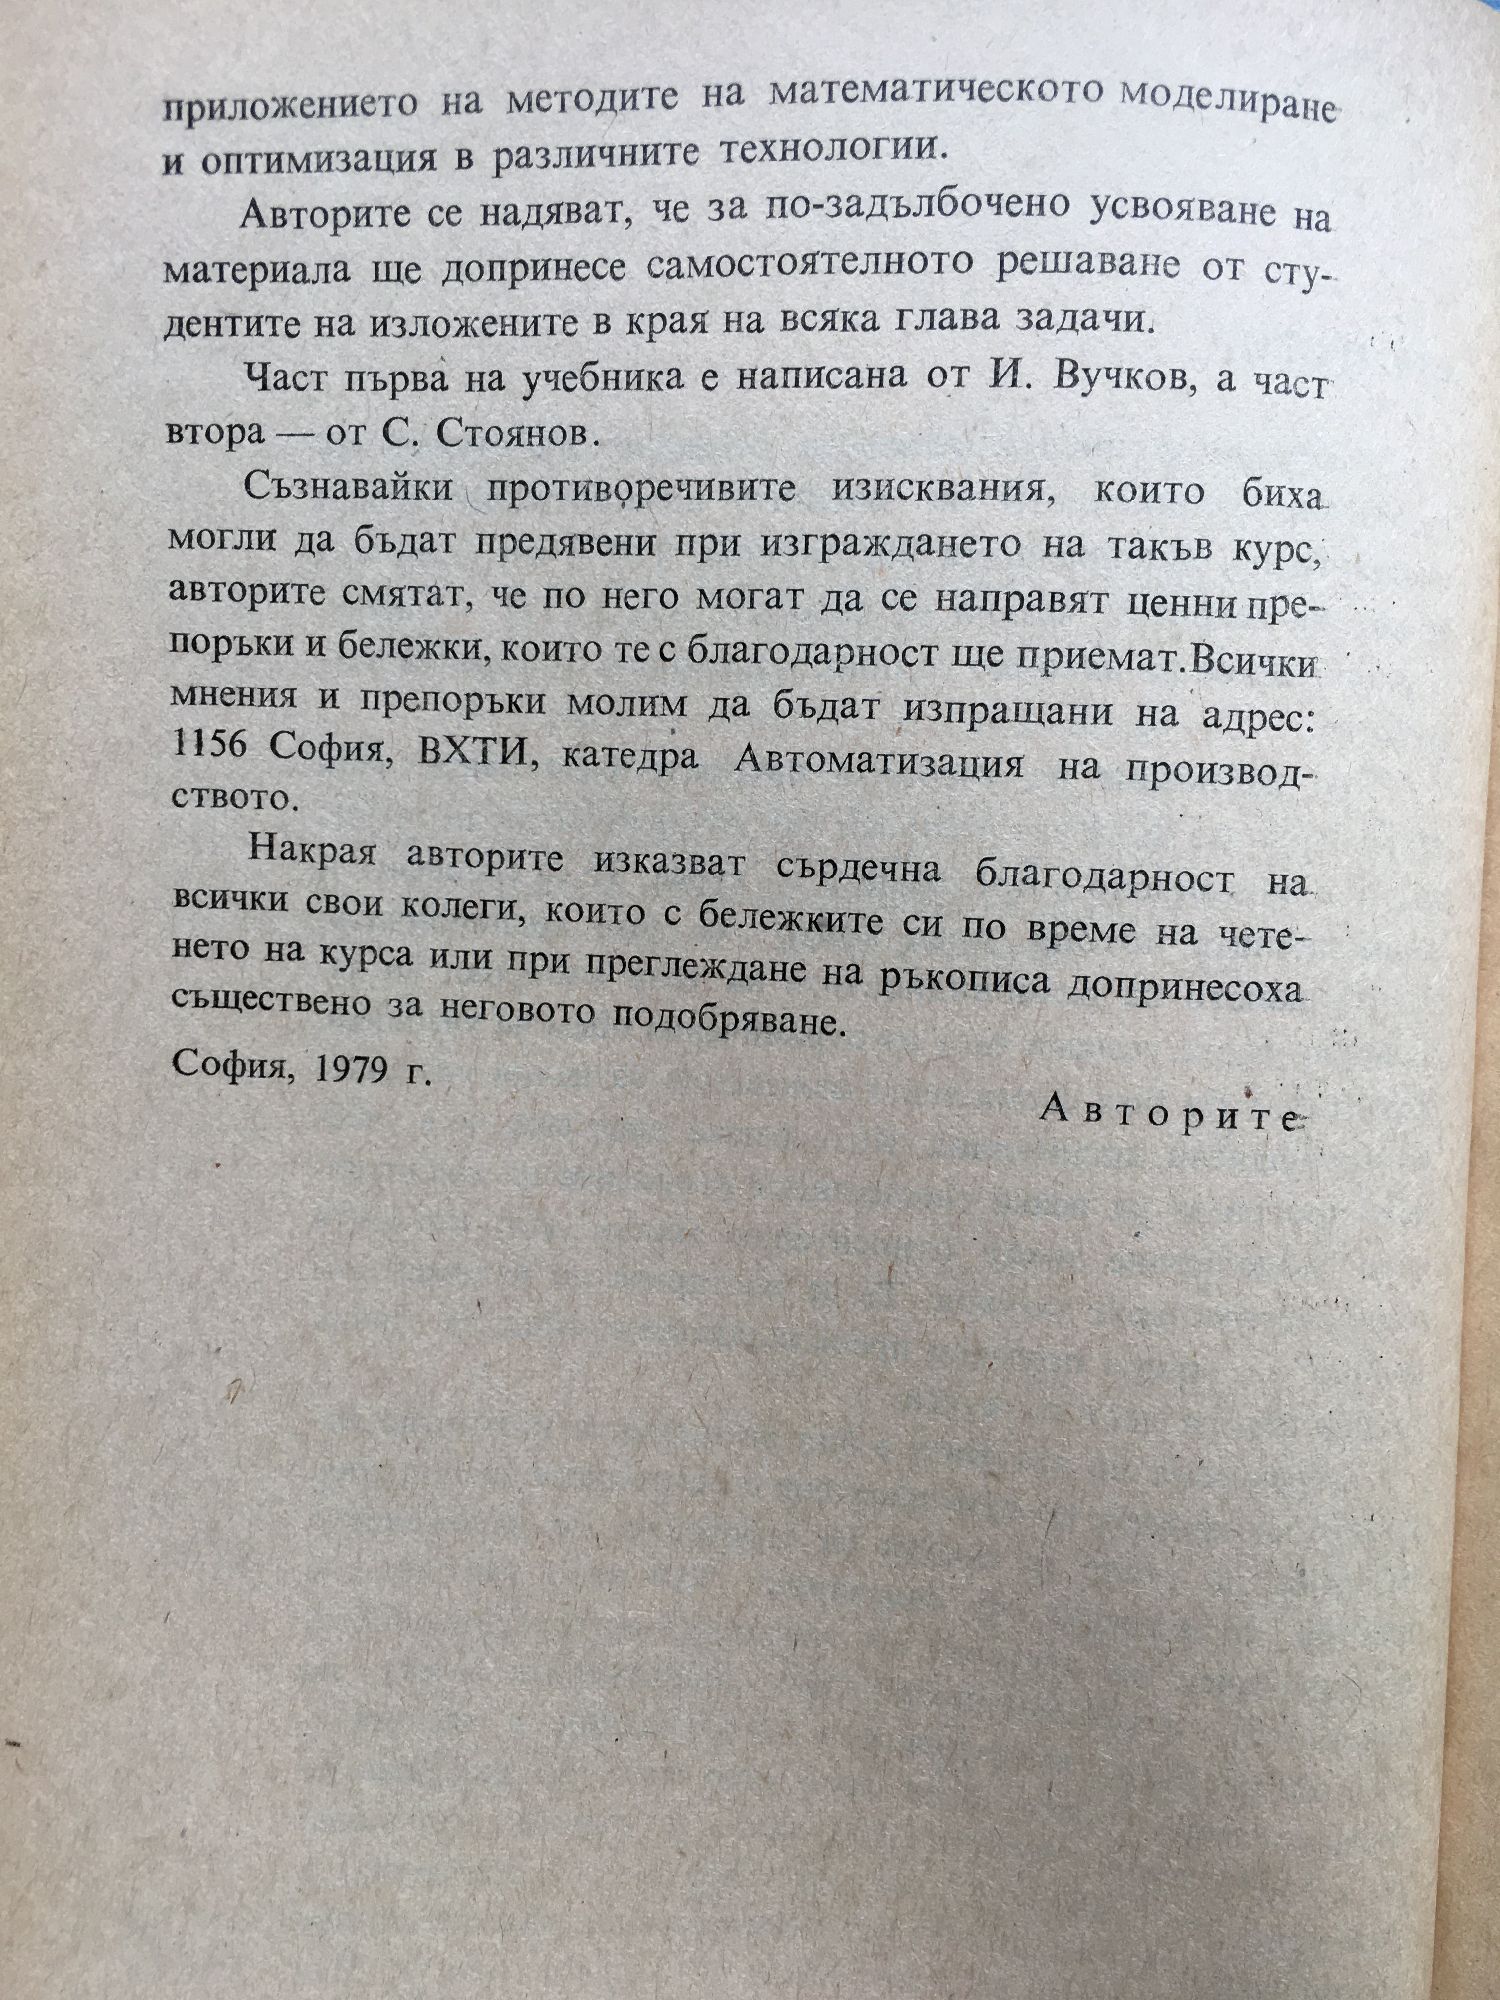 приложението на методите на математическото моделиране
и оптимизация в различните технологии.
Авторите се надяват, че за по-задълбочено усвояване на
материала ще допринесе самостоятелното решаване от сту-
дентите на изложените в края на всяка глава задачи.
Част първа на учебника е написана от И. Вучков, а част
втора — от С. Стоянов.
Съзнавайки противоречивите изисквания, които биха
могли да бъдат предявени при изграждането на такъв курс,
авторите смятат, че по него могат да се направят ценни пре-
поръки и бележки, които те с благодарност ще приемат. Всички
мнения и препоръки молим да бъдат изпращани на адрес:
1156 София, ВХТИ, катедра Автоматизация на производ-
ството.
Накрая авторите изказват сърдечна благодарност на
всички свои колеги, които с бележките си по време на чете-
нето на курса или при преглеждане на ръкописа допринесоха
съществено за неговото подобряване.
София, 1979 г.
Авторите